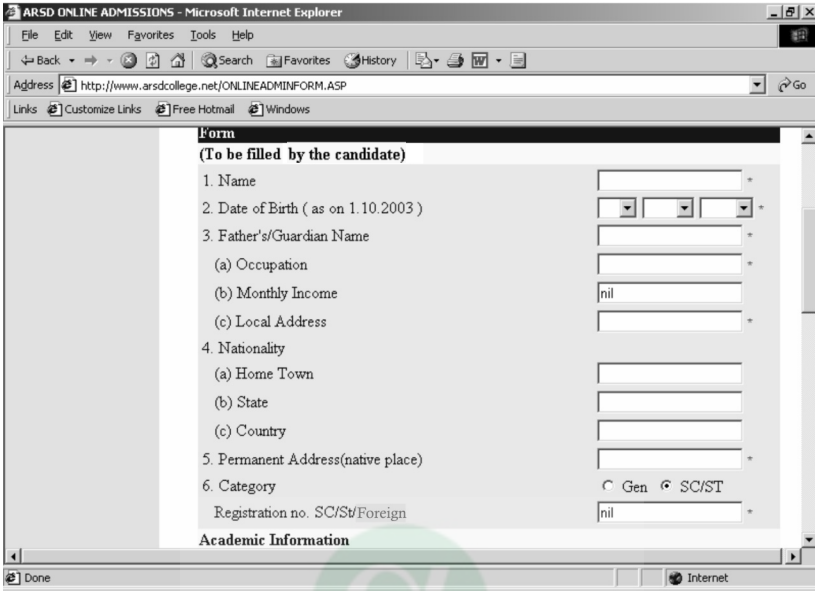 ARSD ONLINE ADMISSIONS - Microsoft Internet Explorer
File Edit View Favorites Tools Help
Back Search Favorites History
Address http://www.arsdcollege.net/ONLINEADMINFORM.ASP Go
Links Customize Links Free Hotmail Windows
Form
(To be filled by the candidate)
1. Name *
2. Date of Birth ( as on 1.10.2003 ) *
3. Father's/Guardian Name *
(a) Occupation *
(b) Monthly Income nil
(c) Local Address *
4. Nationality
(a) Home Town
(b) State
(c) Country
5. Permanent Address(native place) *
6. Category Gen SC/ST
Registration no. SC/St/Foreign nil *
Academic Information
Done Internet